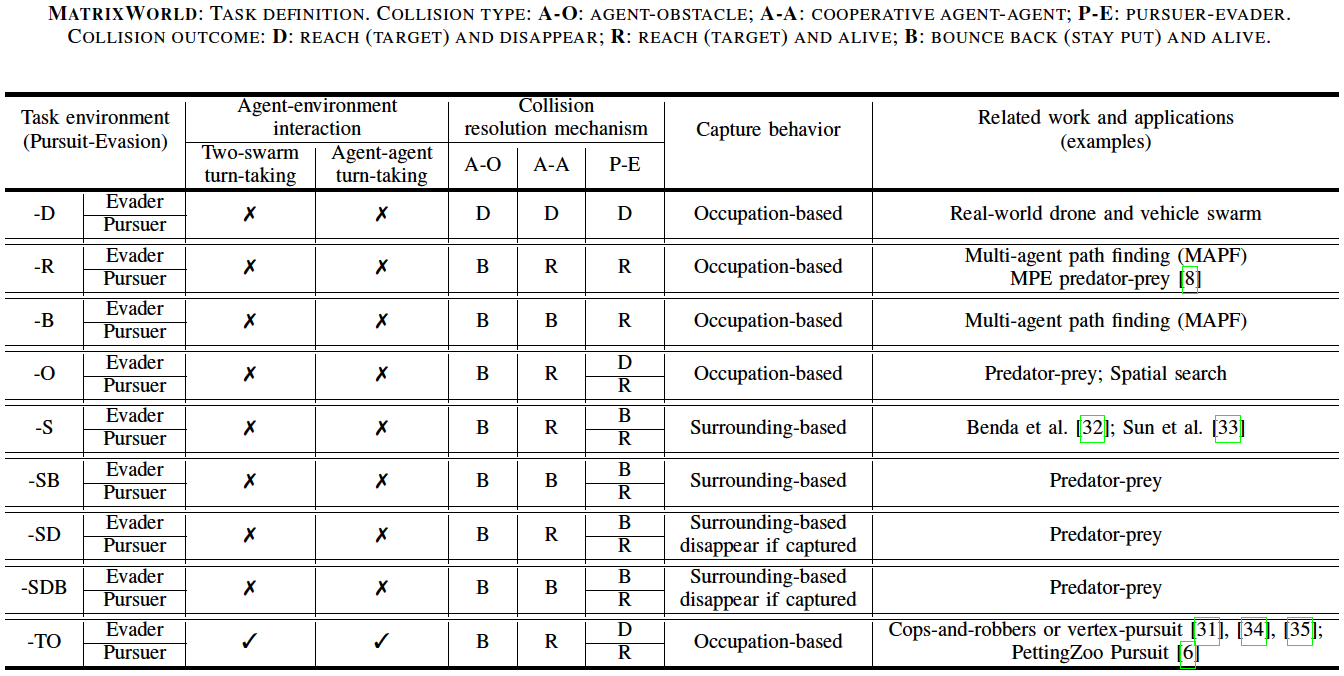 MATRIXWORLD: TASK DEFINITION. COLLISION TYPE: A-O: AGENT-OBSTACLE; A-A: COOPERATIVE AGENT-AGENT; P-E: PURSUER-EVADER.
COLLISION OUTCOME: D: REACH (TARGET) AND DISAPPEAR; R: REACH (TARGET) AND ALIVE; B: BOUNCE BACK (STAY PUT) AND ALIVE.
Task environment
(Pursuit-Evasion)
Agent-environment
interaction
Collision
resolution mechanism
Capture behavior
Related work and applications
(examples)
Two-swarm
turn-taking
Agent-agent
turn-taking
A-O
A-A
P-E
-D
Evader
Pursuer
✗
✗
D
D
D
Occupation-based
Real-world drone and vehicle swarm
-R
Evader
Pursuer
✗
✗
B
R
R
Occupation-based
Multi-agent path finding (MAPF)
MPE predator-prey [8]
-B
Evader
Pursuer
✗
✗
B
B
R
Occupation-based
Multi-agent path finding (MAPF)
-O
Evader
Pursuer
✗
✗
B
R
D
R
Occupation-based
Predator-prey; Spatial search
-S
Evader
Pursuer
✗
✗
B
R
B
R
Surrounding-based
Benda et al. [32]; Sun et al. [33]
-SB
Evader
Pursuer
✗
✗
B
B
B
R
Surrounding-based
Predator-prey
-SD
Evader
Pursuer
✗
✗
B
R
B
R
Surrounding-based
disappear if captured
Predator-prey
-SDB
Evader
Pursuer
✗
✗
B
B
B
R
Surrounding-based
disappear if captured
Predator-prey
-TO
Evader
Pursuer
✓
✓
B
R
D
R
Occupation-based
Cops-and-robbers or vertex-pursuit [31], [34], [35];
PettingZoo Pursuit [6]